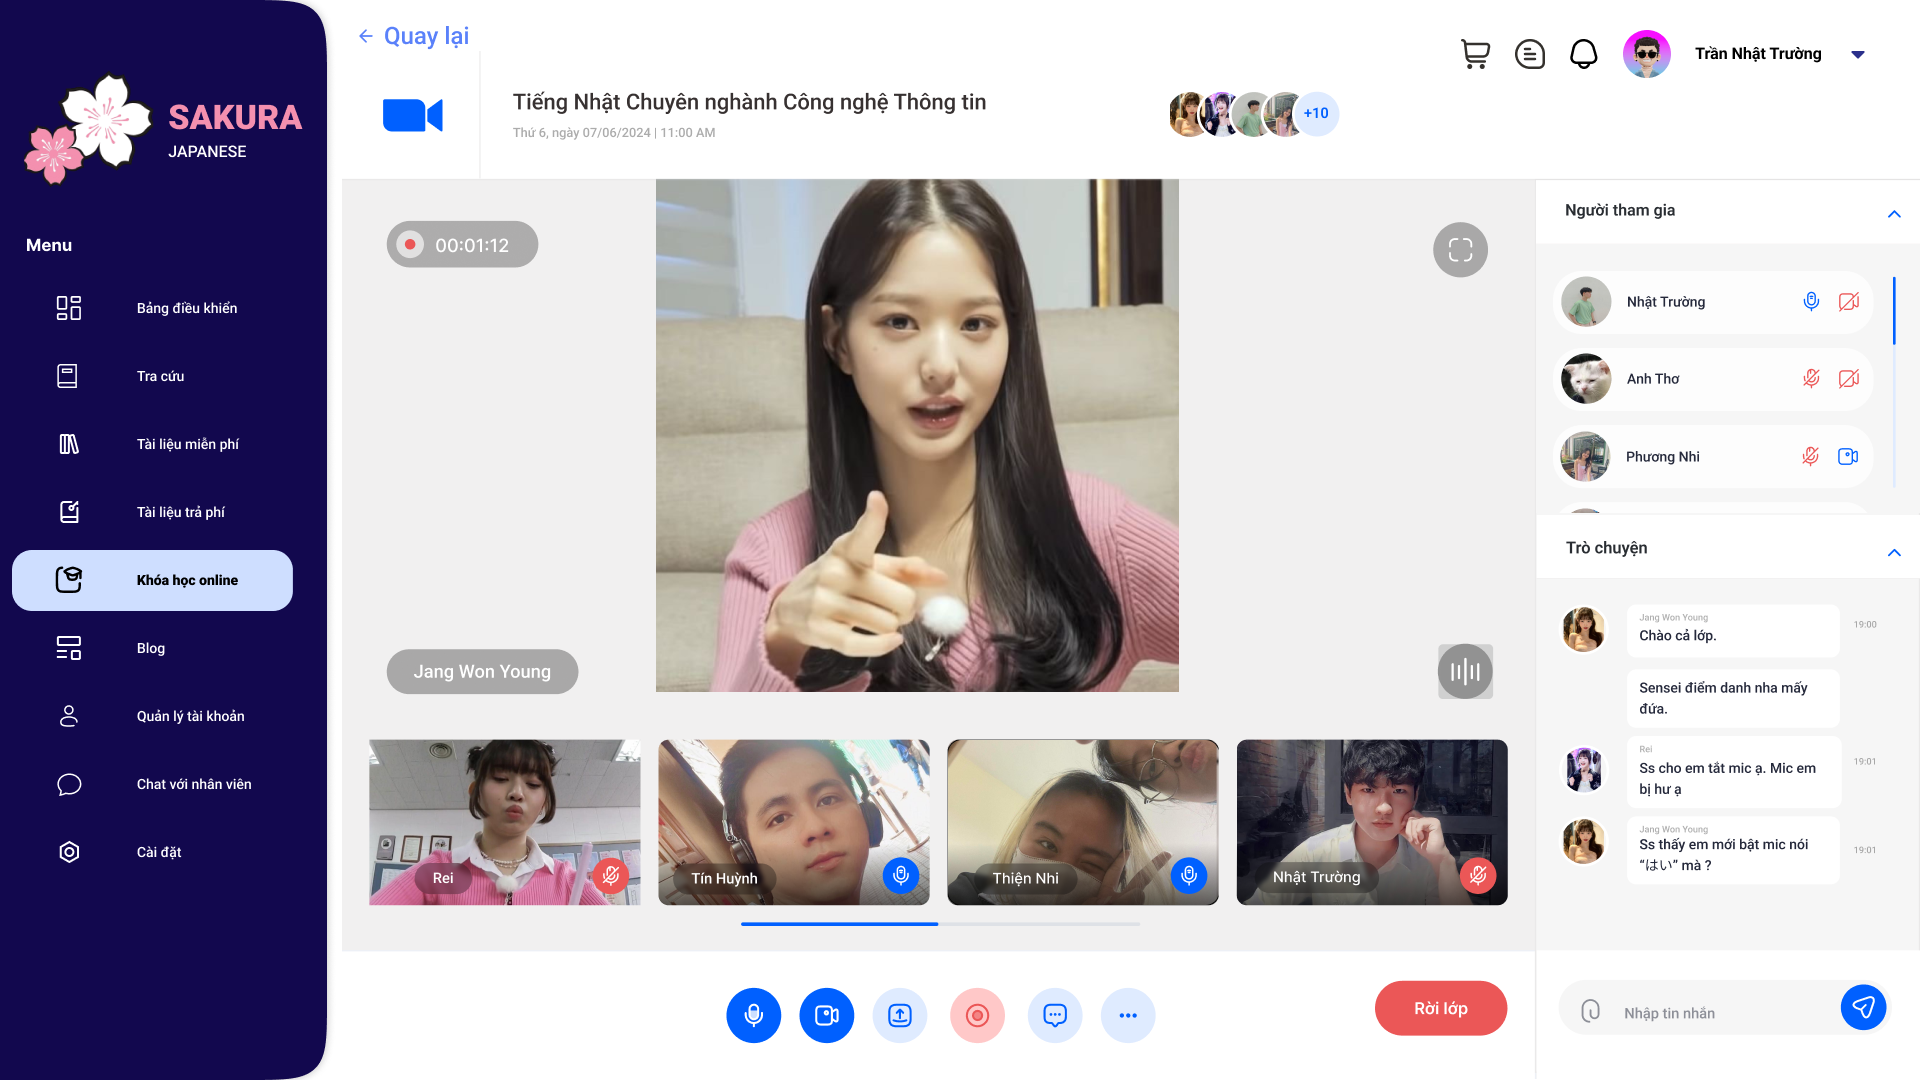 SAKURA
JAPANESE
Menu
Bảng điều khiển
Tra cứu
Tài liệu miễn phí
Tài liệu trả phí
Khóa học online
Blog
Quản lý tài khoản
Chat với nhân viên
Cài đặt
Quay lại
Tiếng Nhật Chuyên nghành Công nghệ Thông tin
Thứ 6, ngày 07/06/2024 | 11:00 AM
+10
Trần Nhật Trường
00:01:12
Jang Won Young
Rei
Tín Huỳnh
Thiện Nhi
Nhật Trường
Rời lớp
Người tham gia
Nhật Trường
Anh Thơ
Phương Nhi
Trò chuyện
Jang Won Young
Chào cả lớp.
19:00
Sensei điểm danh nha mấy
đứa.
Rei
Ss cho em tắt mic ạ. Mic em
bị hư ạ
19:01
Jang Won Young
Ss thấy em mới bật mic nói
“はい” mà ?
19:01
Nhập tin nhắn